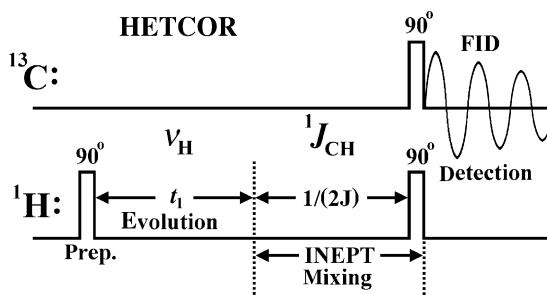 HETCOR
90°
FID
¹³C:
νH
¹JCH
90°
90°
Detection
¹H:
t₁
1/(2J)
Evolution
Prep.
INEPT
Mixing